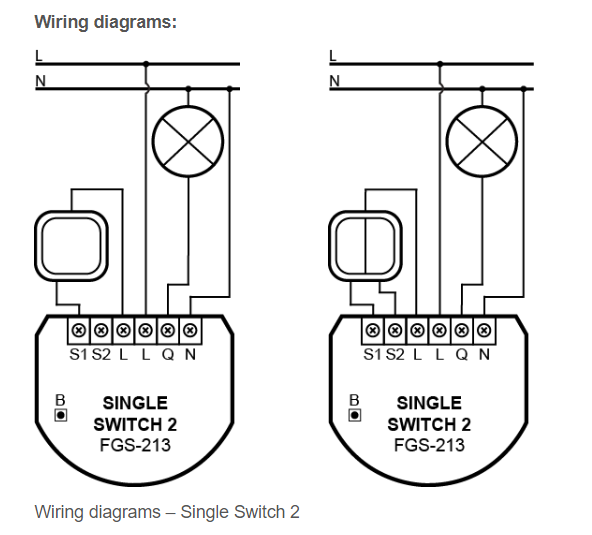 Wiring diagrams:
L
N
S1 S2 L L Q N
B
SINGLE
SWITCH 2
FGS-213
L
N
S1 S2 L L Q N
B
SINGLE
SWITCH 2
FGS-213
Wiring diagrams – Single Switch 2